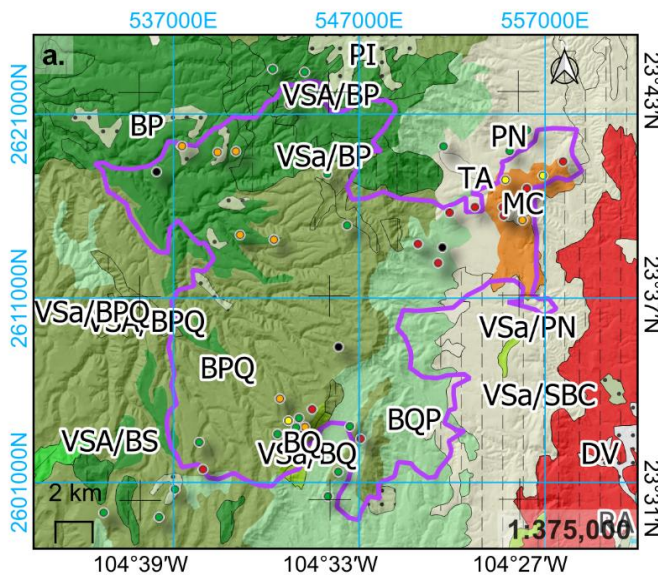 537000E 547000E 557000E
a.
PI
23°43'N
2621000N
VSA/BP
BP
PN
VSa/BP
TA
MC
2611000N
23°37'N
VSa/BPQ
VSA/BPQ
VSa/PN
BPQ
VSa/SBC
BQP
VSA/BS
BQ
VSa/BQ
DV
2601000N
23°31'N
2 km
1:375,000
104°39'W 104°33'W 104°27'W